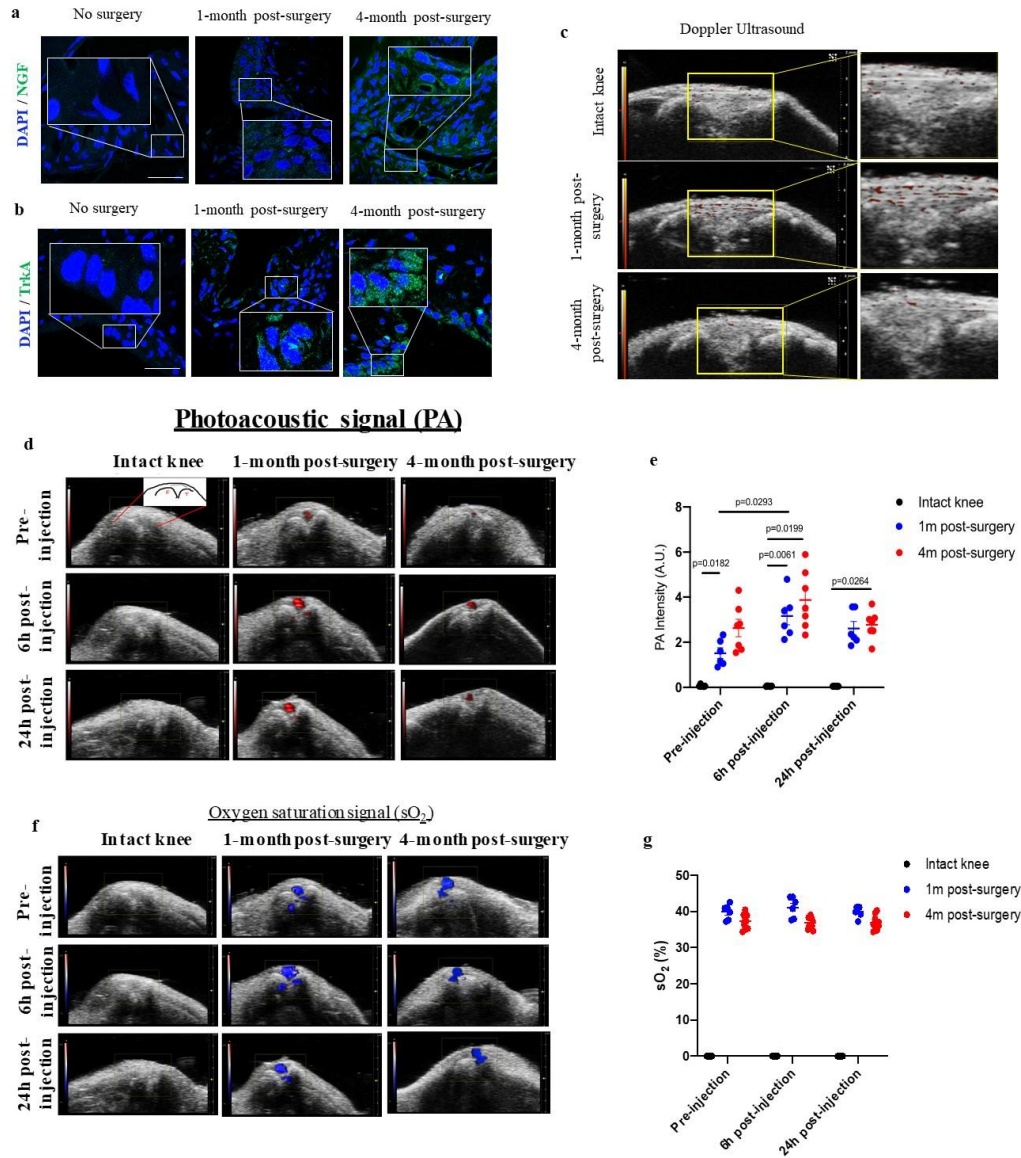 a
No surgery
1-month post-surgery
4-month post-surgery
DAPI / NGF
b
No surgery
1-month post-surgery
4-month post-surgery
DAPI / TrkA
c
Doppler Ultrasound
Intact knee
1-month post-
surgery
4-month
post-surgery
Photoacoustic signal (PA)
d
Intact knee
1-month post-surgery
4-month post-surgery
Pre-
injection
6h post-
injection
24h post-
injection
e
PA Intensity (A.U.)
8
6
4
2
0
p=0.0182
p=0.0293
p=0.0199
p=0.0061
p=0.0264
Pre-injection
6h post-injection
24h post-injection
Intact knee
1m post-surgery
4m post-surgery
Oxygen saturation signal (sO2)
f
Intact knee
1-month post-surgery
4-month post-surgery
Pre-
injection
6h post-
injection
24h post-
injection
g
sO2 (%)
50
40
30
20
10
0
Pre-injection
6h post-injection
24h post-injection
Intact knee
1m post-surgery
4m post-surgery